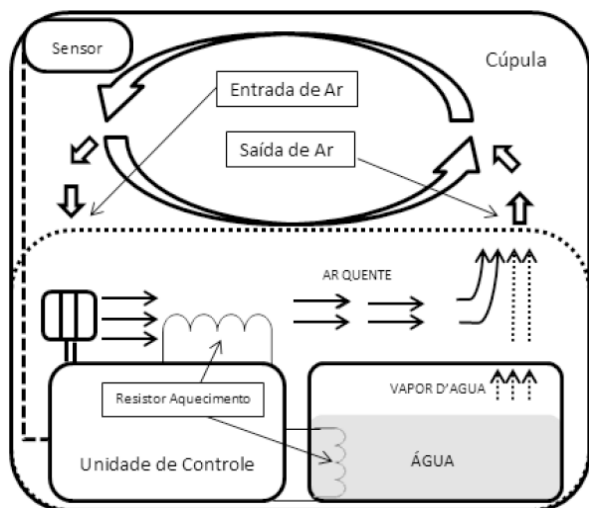 Sensor
Cúpula
Entrada de Ar
Saída de Ar
AR QUENTE
Resistor Aquecimento
VAPOR D'AGUA
Unidade de Controle
ÁGUA